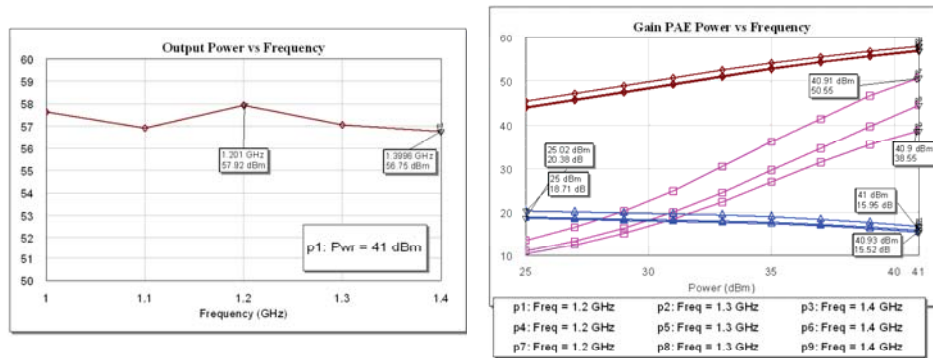 Output Power vs Frequency
60
59
58
57
56
55
54
53
52
51
50
1.201 GHz
57.92 dBm
1.3996 GHz
56.75 dBm
p1: Pwr = 41 dBm
1
1.1
1.2
1.3
1.4
Frequency (GHz)
Gain PAE Power vs Frequency
60
50
40
30
20
10
40.91 dBm
50.55
25.02 dBm
20.38 dB
25 dBm
18.71 dB
40.9 dBm
38.55
41 dBm
15.95 dB
40.93 dBm
15.52 dB
25
30
35
40
41
Power (dBm)
p1: Freq = 1.2 GHz
p2: Freq = 1.3 GHz
p3: Freq = 1.4 GHz
p4: Freq = 1.2 GHz
p5: Freq = 1.3 GHz
p6: Freq = 1.4 GHz
p7: Freq = 1.2 GHz
p8: Freq = 1.3 GHz
p9: Freq = 1.4 GHz